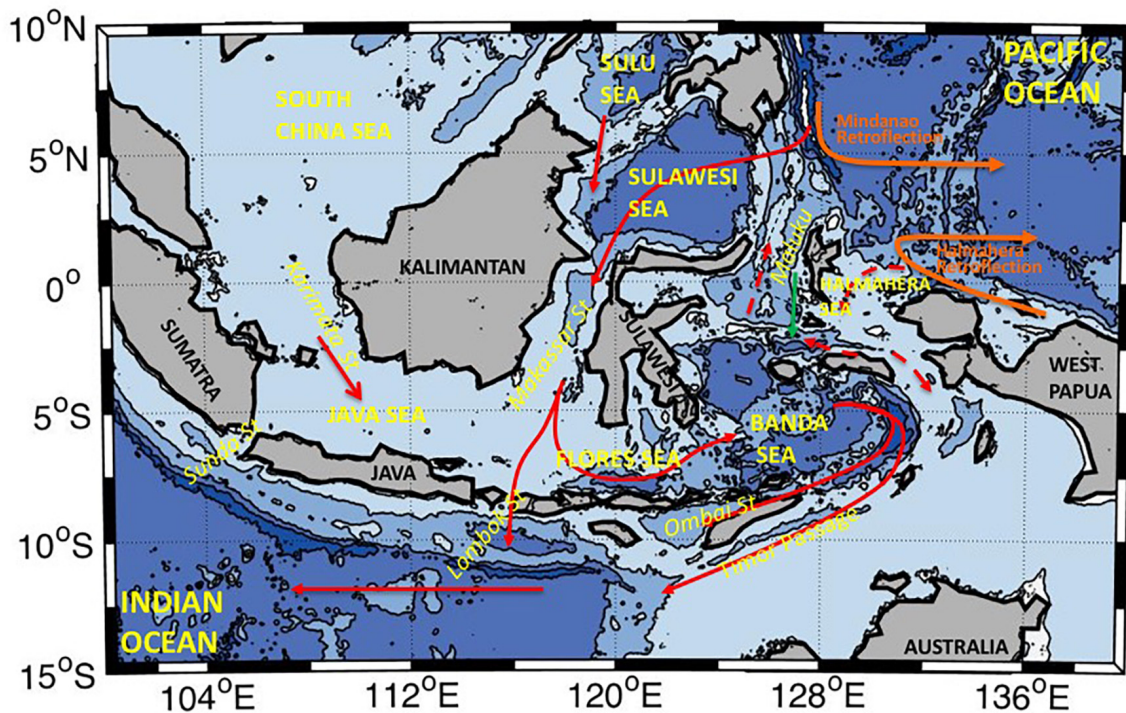 10°N
5°N
0°
5°S
10°S
15°S
104°E
112°E
120°E
128°E
136°E
SOUTH
CHINA SEA
SULU
SEA
PACIFIC
OCEAN
Mindanao
Retroflection
SULAWESI
SEA
KALIMANTAN
Maluku
HALMAHERA
SEA
Halmahera
Retroflection
Karimata St
SUMATRA
Makassar St
SULAWESI
WEST
PAPUA
JAVA SEA
BANDA
SEA
FLORES SEA
Sunda St
JAVA
Ombai St
Lombok St
Timor Passage
INDIAN
OCEAN
AUSTRALIA